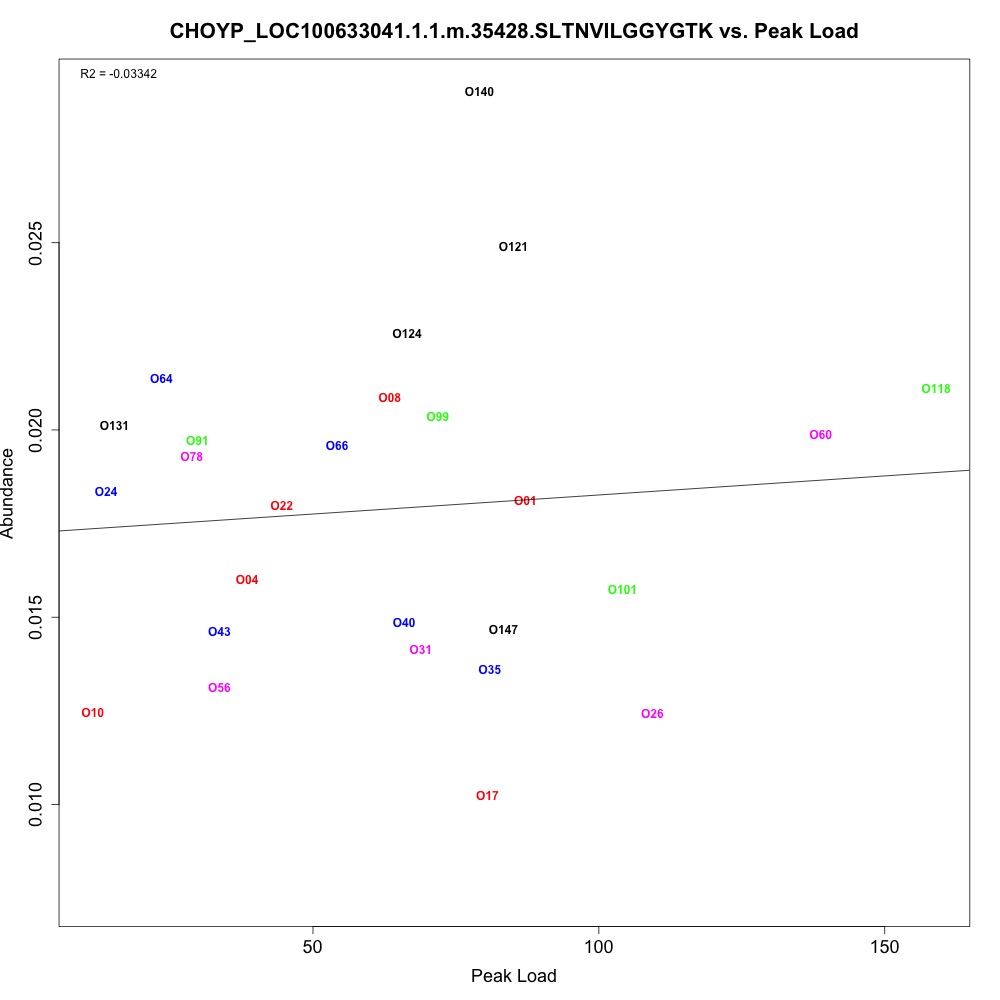 CHOYP_LOC100633041.1.1.m.35428.SLTNVILGGYGTK vs. Peak Load
R2 = -0.03342
O140
O121
O124
O64
O118
O08
O99
O131
O60
O91
O66
O78
O24
O01
O22
O04
O101
O40
O147
O43
O31
O35
O56
O10
O26
O17
0.025
0.020
0.015
0.010
Abundance
50 100 150
Peak Load